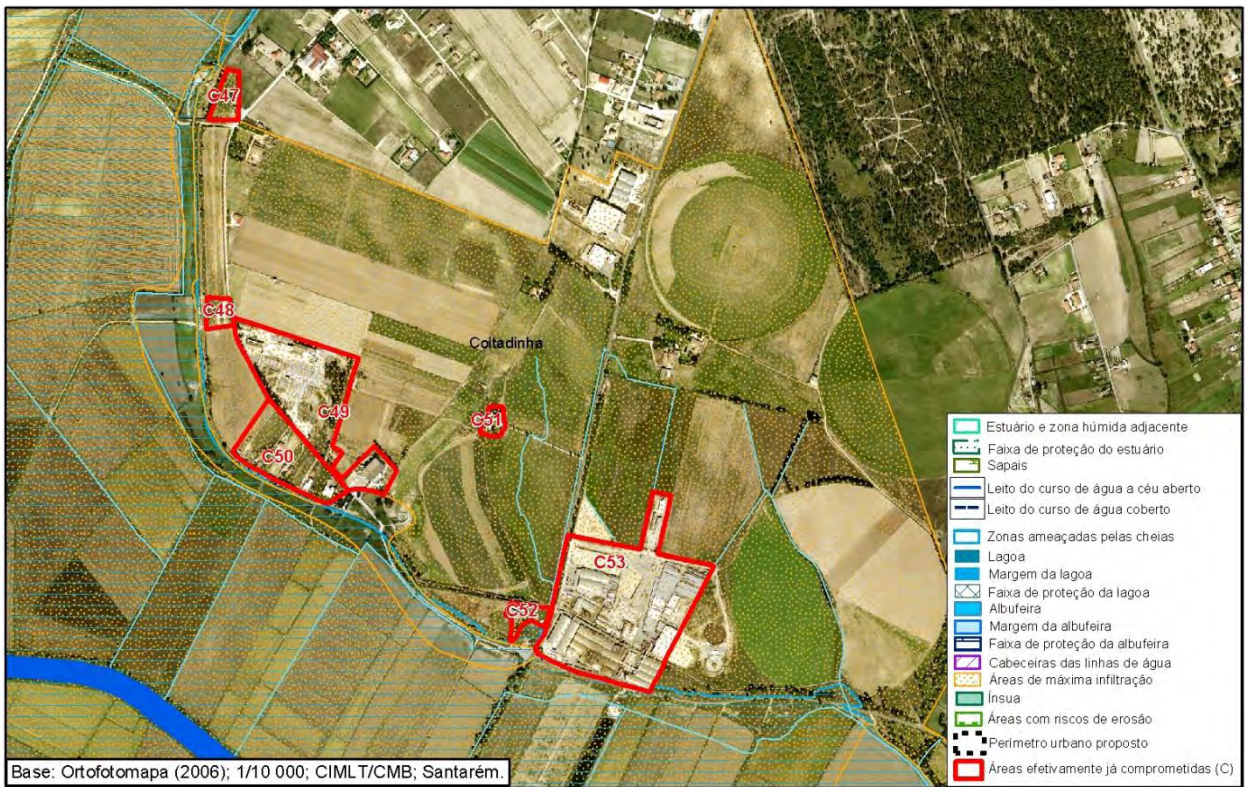 C47
C48
Coitadinha
C49
C51
C50
C53
C52
Estuário e zona húmida adjacente
Faixa de proteção do estuário
Sapais
Leito do curso de água a céu aberto
Leito do curso de água coberto
Zonas ameaçadas pelas cheias
Lagoa
Margem da lagoa
Faixa de proteção da lagoa
Albufeira
Margem da albufeira
Faixa de proteção da albufeira
Cabeceiras das linhas de água
Áreas de máxima infiltração
Ínsua
Áreas com riscos de erosão
Perímetro urbano proposto
Áreas efetivamente já comprometidas (C)
Base: Ortofotomapa (2006); 1/10 000; CIMLT/CMB; Santarém.